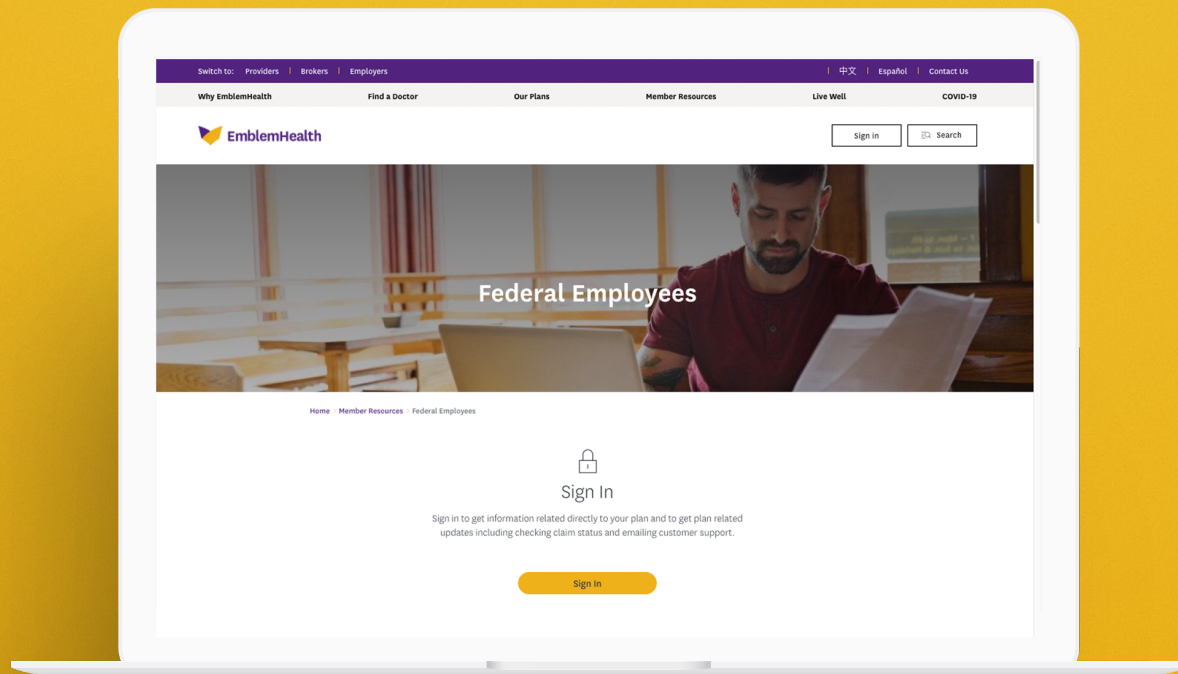 Switch to: Providers | Brokers | Employers | 中文 | Español | Contact Us
Why EmblemHealth Find a Doctor Our Plans Member Resources Live Well COVID-19
EmblemHealth Sign in Search
Federal Employees
Home > Member Resources > Federal Employees
Sign In
Sign in to get information related directly to your plan and to get plan related
updates including checking claim status and emailing customer support.
Sign In